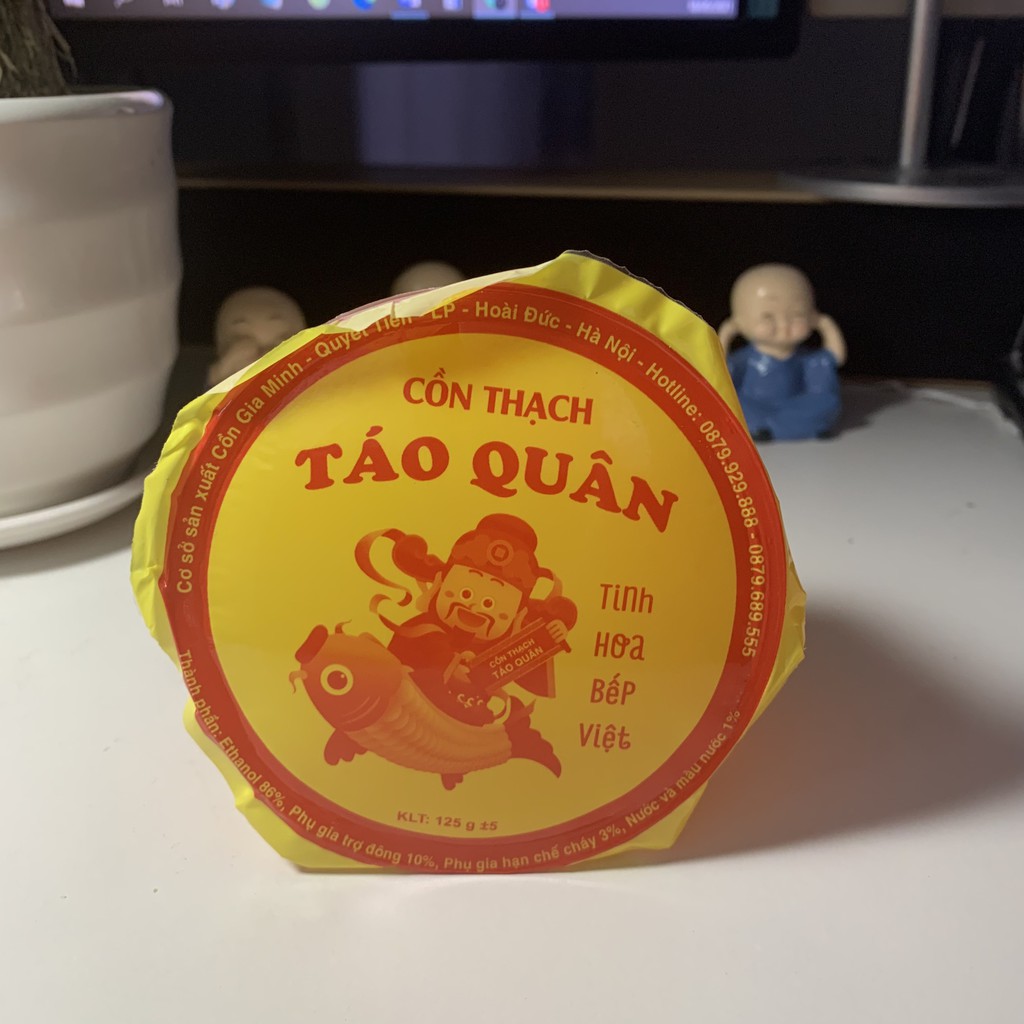 Cơ sở sản xuất Cồn Gia Minh - Quyết Tiến - LP - Hoài Đức - Hà Nội - Hotline: 0879.929.888 - 0879.689.555
CỒN THẠCH
TÁO QUÂN
CỒN THẠCH
TÁO QUÂN
Tinh
Hoa
Bếp
Việt
KLT: 125 g ±5
Thành phần: Ethanol 86%, Phụ gia trợ đông 10%, Phụ gia hạn chế cháy 3%, Nước và màu nước 1%